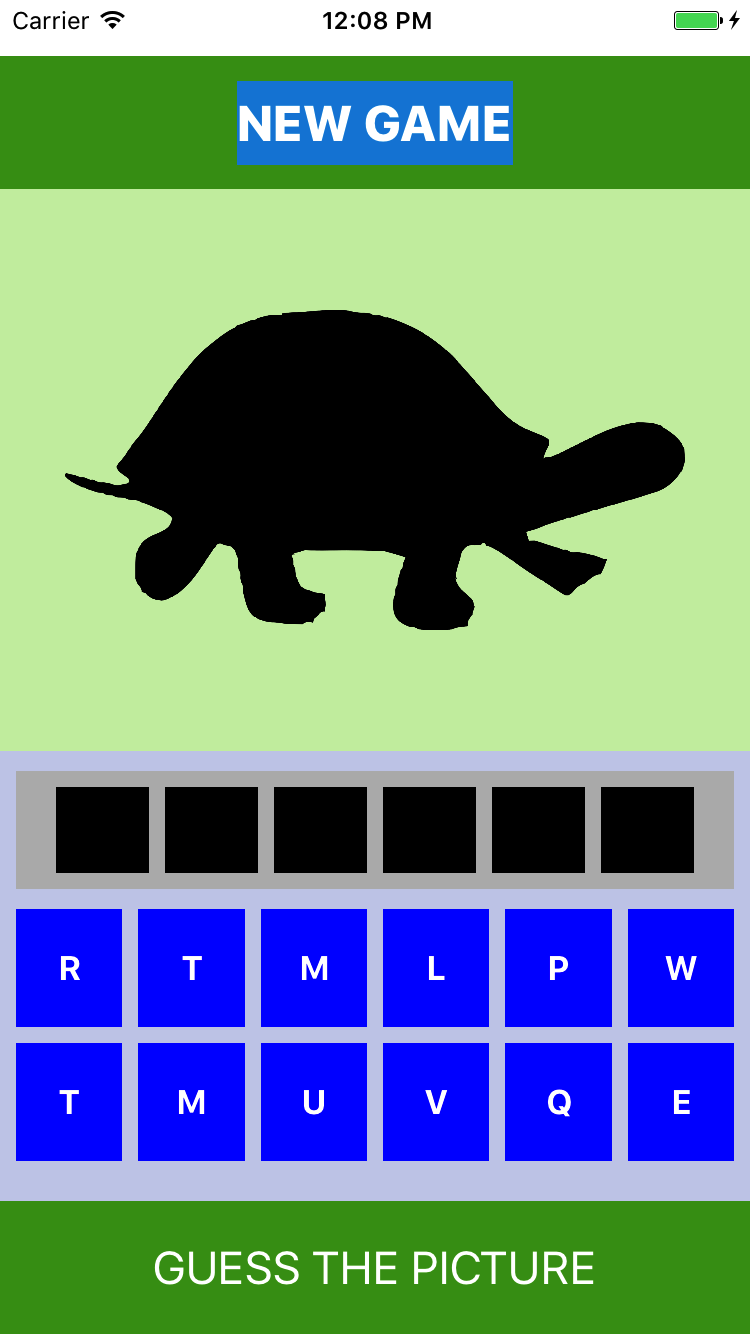 Carrier 12:08 PM
NEW GAME
R T M L P W
T M U V Q E
GUESS THE PICTURE